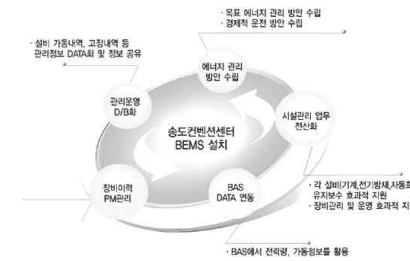 · 목표 에너지 관리 방안 수립
· 경제적 운전 방안 수립
· 설비 가동내역, 고장내역 등
관리정보 DATA화 및 정보 공유
에너지 관리
방안 수립
관리운영
D/B화
시설관리 업무
전산화
송도컨벤션센터
BEMS 설치
장비이력
PM관리
BAS
DATA 연동
· 각 설비(기계,전기방재,자동화
유지보수 효과적 지원
· 장비관리 및 운영 효과적 지
· BAS에서 전력량, 가동정보를 활용